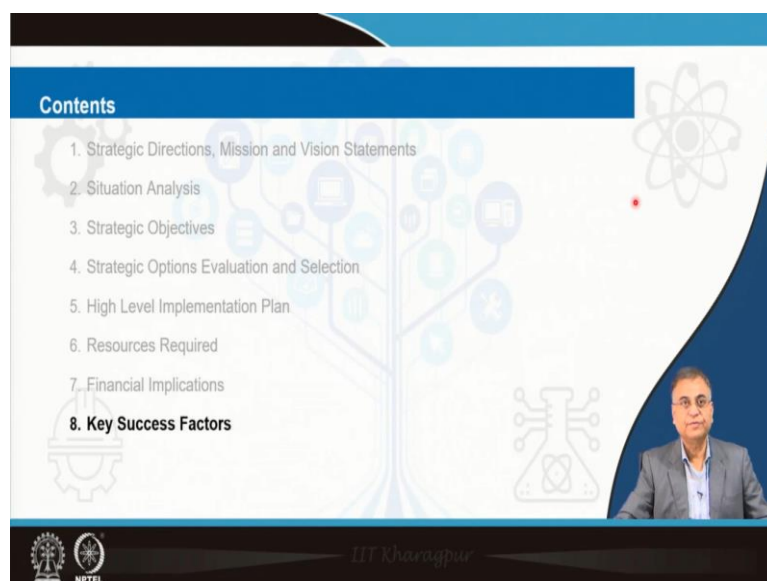 Contents
1. Strategic Directions, Mission and Vision Statements
2. Situation Analysis
3. Strategic Objectives
4. Strategic Options Evaluation and Selection
5. High Level Implementation Plan
6. Resources Required
7. Financial Implications
8. Key Success Factors
IIT Kharagpur
NPTEL